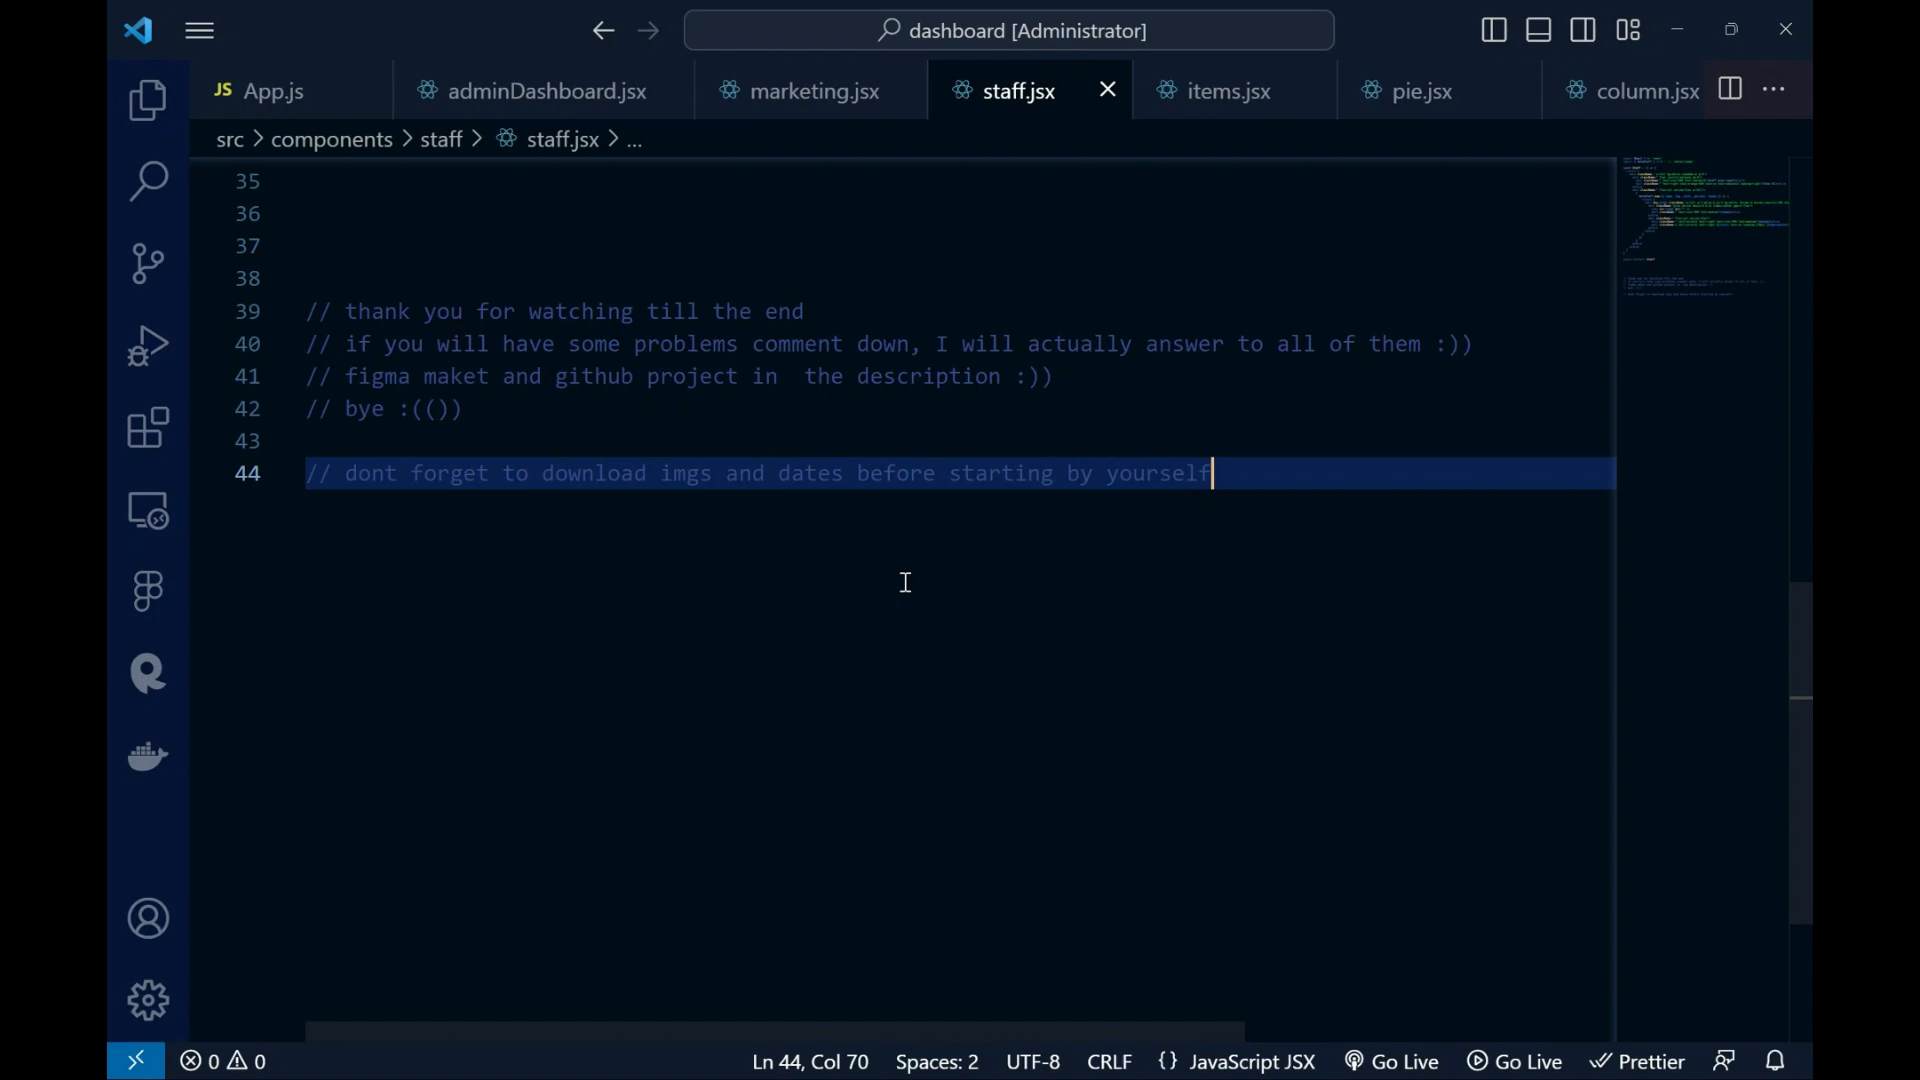 dashboard [Administrator]
JS App.js
adminDashboard.jsx
marketing.jsx
staff.jsx
items.jsx
pie.jsx
column.jsx
src > components > staff > staff.jsx > ...
35
36
37
38
39 // thank you for watching till the end
40 // if you will have some problems comment down, I will actually answer to all of them :))
41 // figma maket and github project in  the description :))
42 // bye :(())
43
44 // dont forget to download imgs and dates before starting by yourself
0 0 Ln 44, Col 70 Spaces: 2 UTF-8 CRLF {} JavaScript JSX Go Live Go Live Prettier